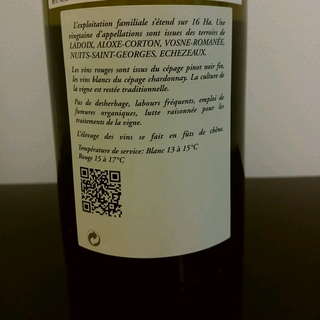 L'exploitation familiale s'étend sur 16 Ha. Une
vingtaine d'appellations sont issues des terroirs de
LADOIX, ALOXE-CORTON, VOSNE-ROMANÉE,
NUITS-SAINT-GEORGES, ECHEZEAUX.
Les vins rouges sont issus du cépage pinot noir fin,
les vins blancs du cépage chardonnay. La culture de
la vigne est restée traditionnelle.
Pas de desherbage, labours fréquents, emploi de
fumures organiques, lutte raisonnée pour les
traitements de la vigne.
L'élevage des vins se fait en fûts de chêne.
Température de service: Blanc 13 à 15°C
Rouge 15 à 17°C